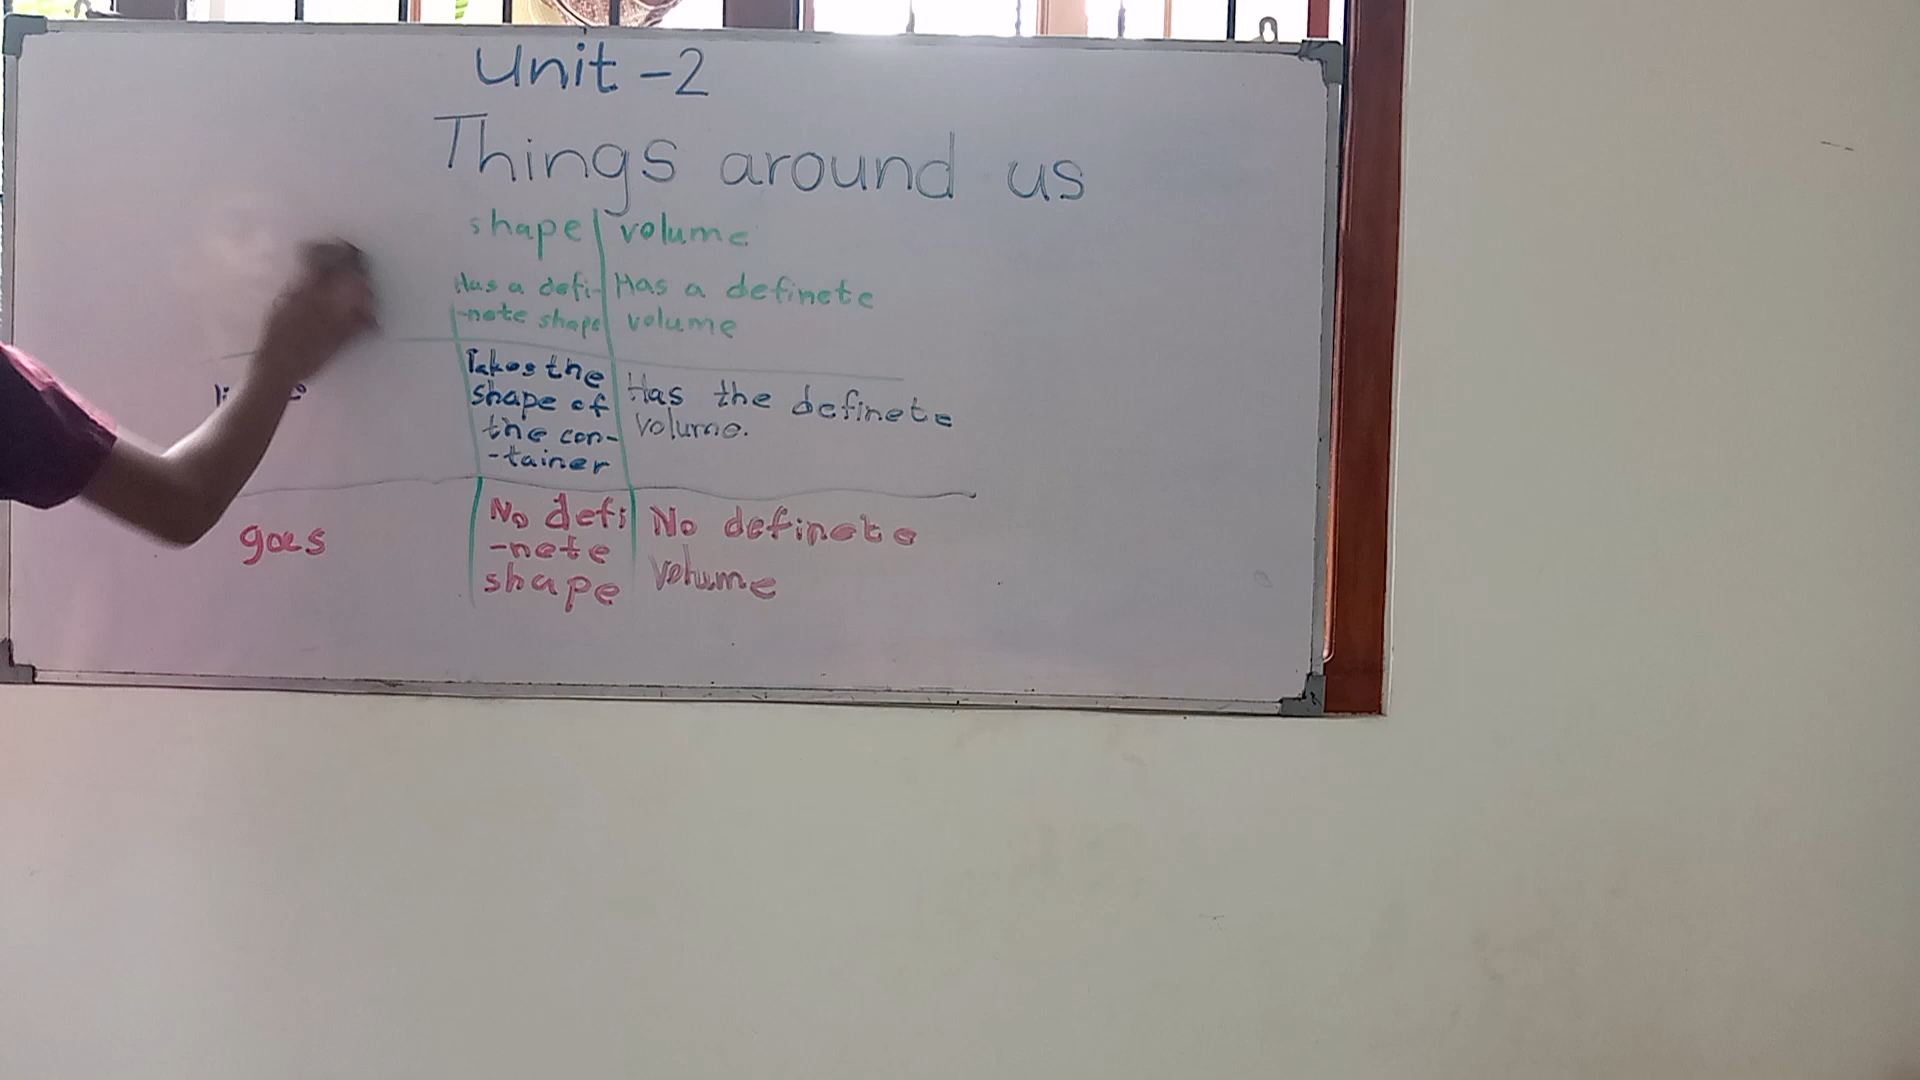 Unit -2
Things around us
shape volume
Has a defi- Has a definete
-nete shape volume
Takes the
shape of Has the definete
the con- volume.
-tainer
goes No defi No definete
-nete
shape volume